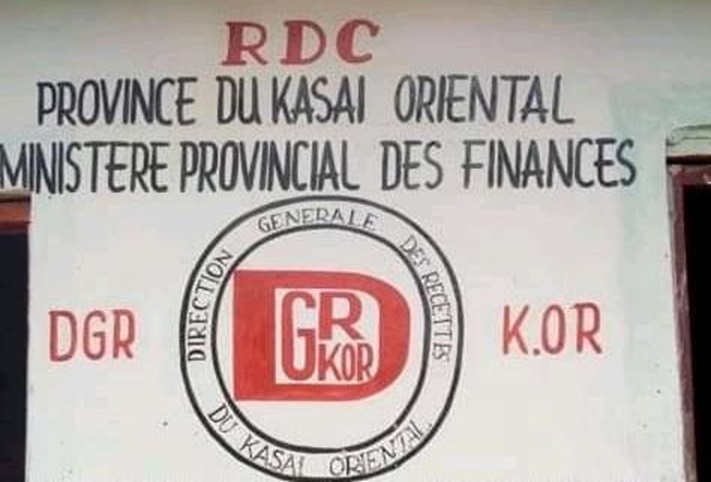 RDC
PROVINCE DU KASAI ORIENTAL
MINISTERE PROVINCIAL DES FINANCES
DIRECTION GENERALE DES RECETTES
DU KASAI ORIENTAL
DGR
DGR
KOR
K.OR